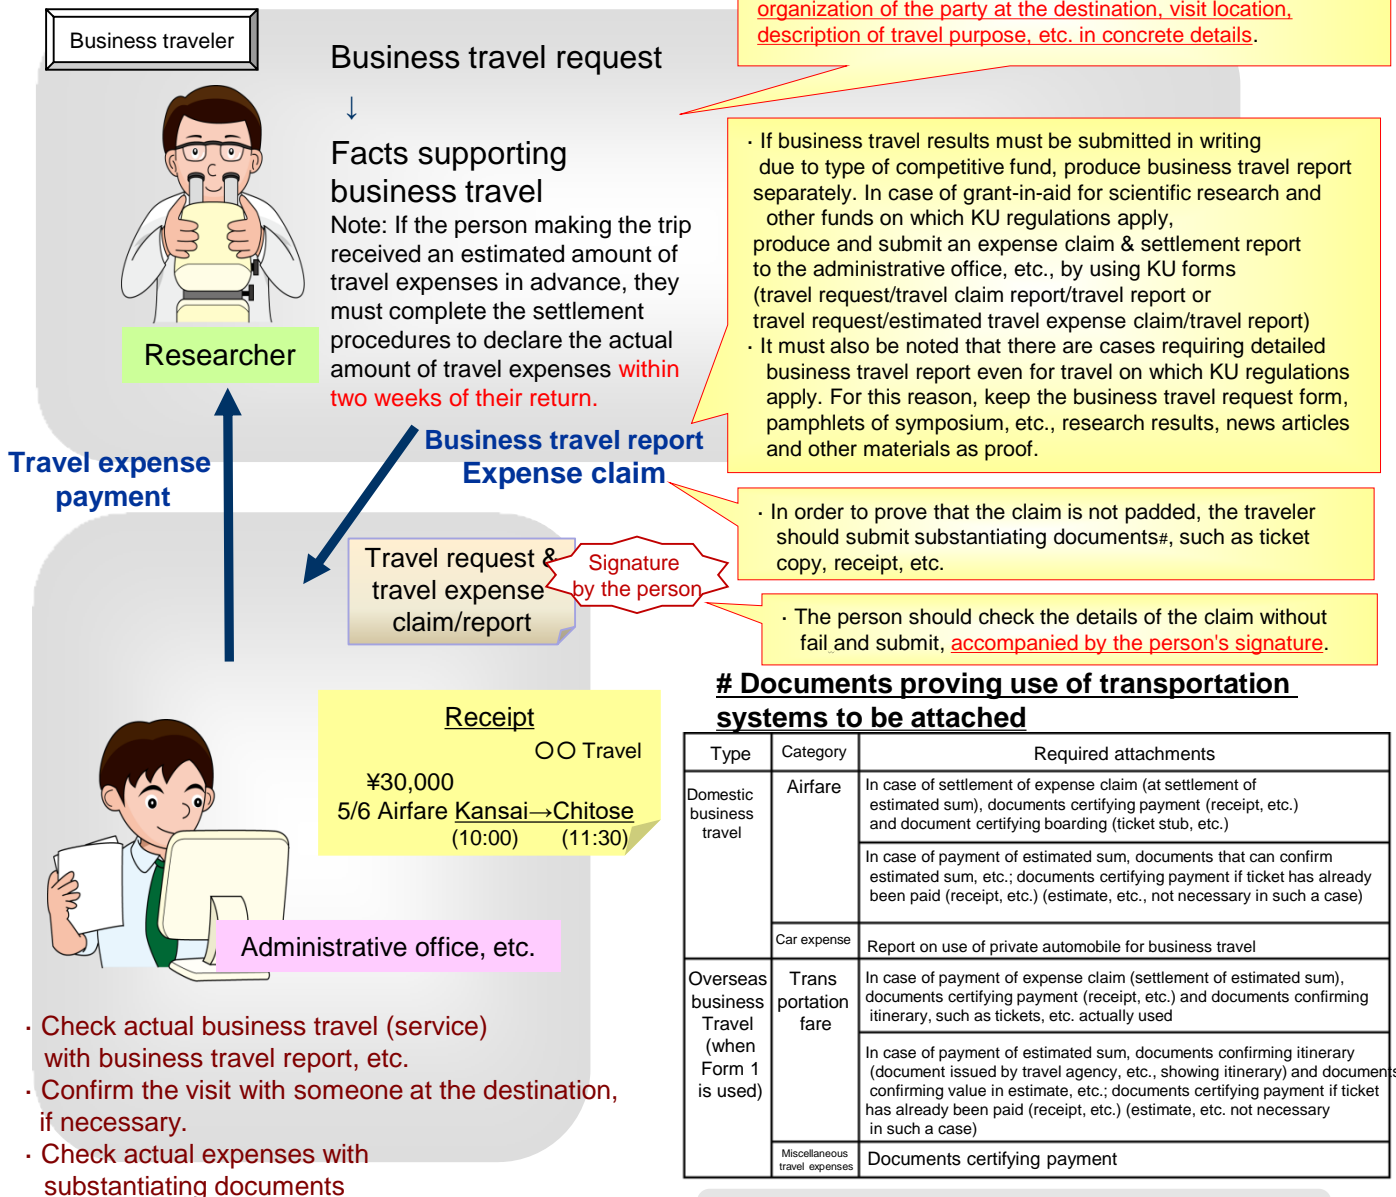 organization of the party at the destination, visit location,
description of travel purpose, etc. in concrete details.
Business traveler
Business travel request
↓
Facts supporting
business travel
Note: If the person making the trip
received an estimated amount of
travel expenses in advance, they
must complete the settlement
procedures to declare the actual
amount of travel expenses within
two weeks of their return.
Researcher
· If business travel results must be submitted in writing
due to type of competitive fund, produce business travel report
separately. In case of grant-in-aid for scientific research and
other funds on which KU regulations apply,
produce and submit an expense claim & settlement report
to the administrative office, etc., by using KU forms
(travel request/travel claim report/travel report or
travel request/estimated travel expense claim/travel report)
· It must also be noted that there are cases requiring detailed
business travel report even for travel on which KU regulations
apply. For this reason, keep the business travel request form,
pamphlets of symposium, etc., research results, news articles
and other materials as proof.
Travel expense
payment
Business travel report
Expense claim
· In order to prove that the claim is not padded, the traveler
should submit substantiating documents#, such as ticket
copy, receipt, etc.
Travel request &
travel expense
claim/report
Signature
by the person
· The person should check the details of the claim without
fail and submit, accompanied by the person's signature.
Receipt
○○ Travel
¥30,000
5/6 Airfare Kansai→Chitose
(10:00) (11:30)
Administrative office, etc.
· Check actual business travel (service)
with business travel report, etc.
· Confirm the visit with someone at the destination,
if necessary.
· Check actual expenses with
substantiating documents
# Documents proving use of transportation
systems to be attached
Type Category Required attachments
Domestic
business
travel
Airfare
In case of settlement of expense claim (at settlement of
estimated sum), documents certifying payment (receipt, etc.)
and document certifying boarding (ticket stub, etc.)
In case of payment of estimated sum, documents that can confirm
estimated sum, etc.; documents certifying payment if ticket has already
been paid (receipt, etc.) (estimate, etc., not necessary in such a case)
Car expense
Report on use of private automobile for business travel
Overseas
business
Travel
(when
Form 1
is used)
Trans
portation
fare
In case of payment of expense claim (settlement of estimated sum),
documents certifying payment (receipt, etc.) and documents confirming
itinerary, such as tickets, etc. actually used
In case of payment of estimated sum, documents confirming itinerary
(document issued by travel agency, etc., showing itinerary) and documents
confirming value in estimate, etc.; documents certifying payment if ticket
has already been paid (receipt, etc.) (estimate, etc. not necessary
in such a case)
Miscellaneous
travel expenses
Documents certifying payment